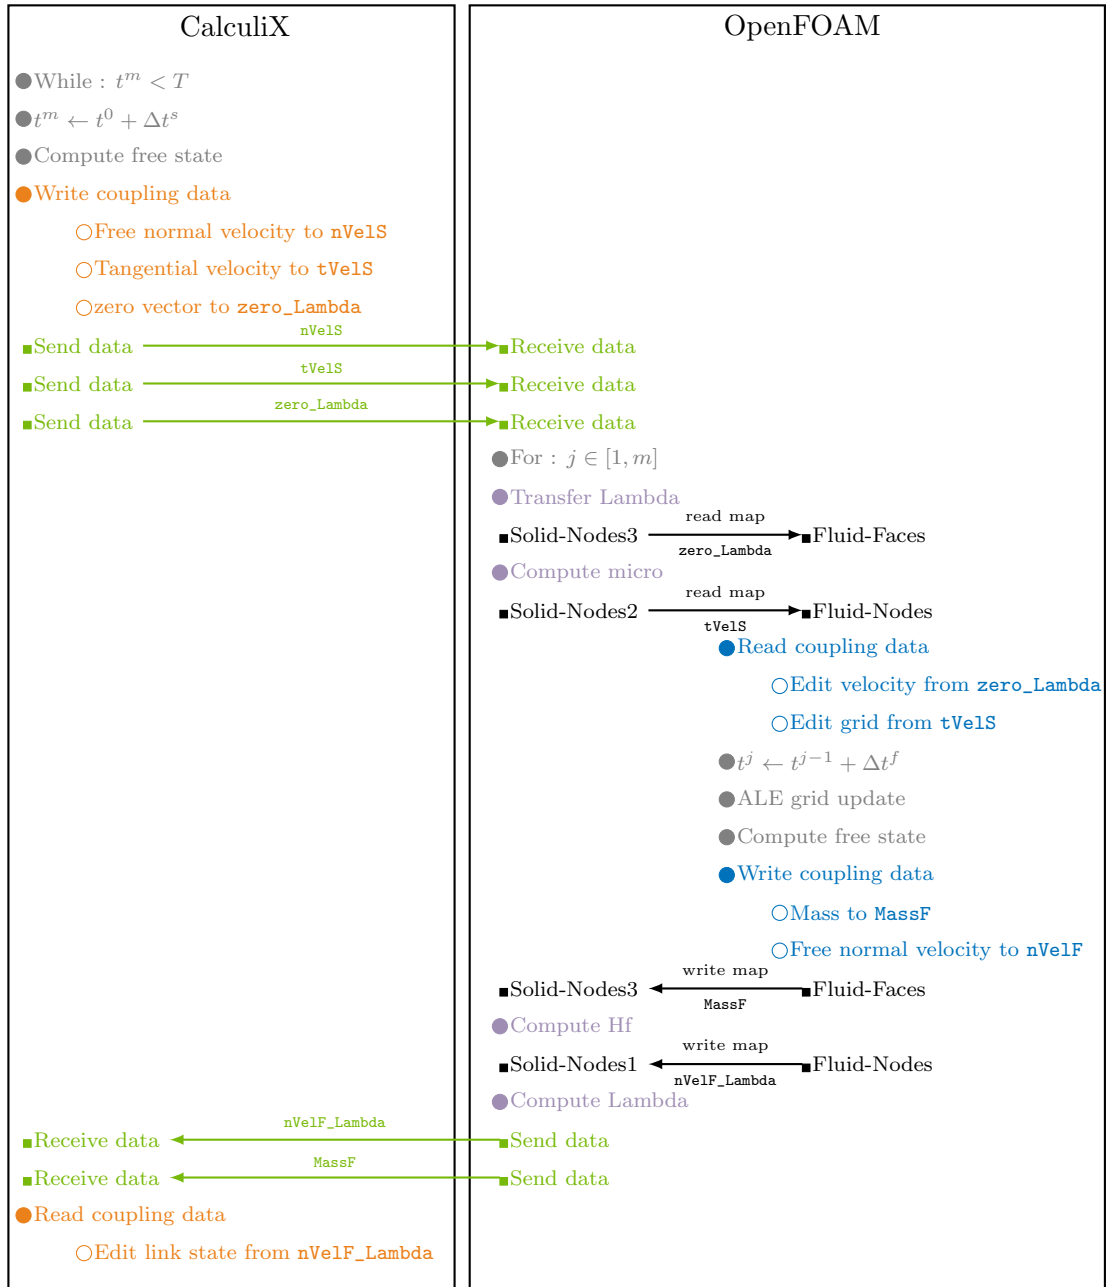 CalculiX
OpenFOAM
While : t^m < T
t^m ← t^0 + Δt^s
Compute free state
Write coupling data
Free normal velocity to nVelS
Tangential velocity to tVelS
zero vector to zero_Lambda
nVelS
Send data
Receive data
tVelS
Send data
Receive data
zero_Lambda
Send data
Receive data
For : j ∈ [1, m]
Transfer Lambda
read map
Solid-Nodes3
Fluid-Faces
zero_Lambda
Compute micro
read map
Solid-Nodes2
Fluid-Nodes
tVelS
Read coupling data
Edit velocity from zero_Lambda
Edit grid from tVelS
t^j ← t^{j−1} + Δt^f
ALE grid update
Compute free state
Write coupling data
Mass to MassF
Free normal velocity to nVelF
write map
Solid-Nodes3
Fluid-Faces
MassF
Compute Hf
write map
Solid-Nodes1
Fluid-Nodes
nVelF_Lambda
Compute Lambda
nVelF_Lambda
Receive data
Send data
MassF
Receive data
Send data
Read coupling data
Edit link state from nVelF_Lambda